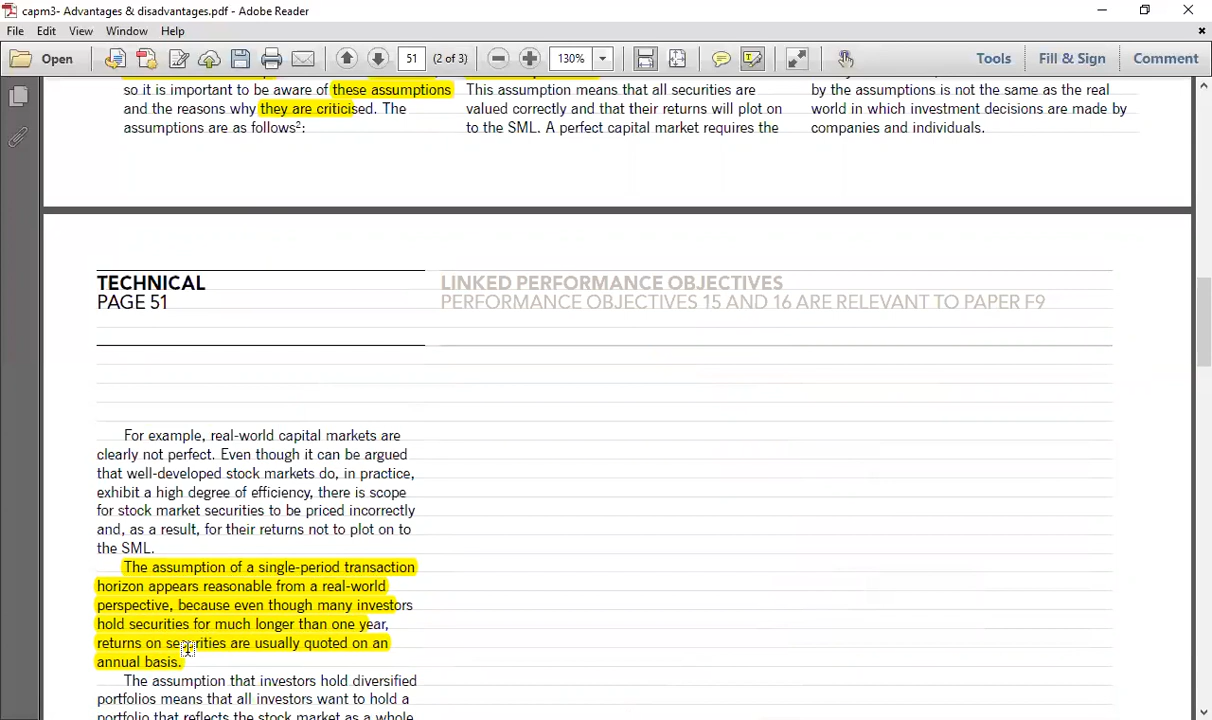 capm3- Advantages & disadvantages.pdf - Adobe Reader
File Edit View Window Help
Open 51 (2 of 3) 130% Tools Fill & Sign Comment
so it is important to be aware of these assumptions
and the reasons why they are criticised. The
assumptions are as follows²:
This assumption means that all securities are
valued correctly and that their returns will plot on
to the SML. A perfect capital market requires the
by the assumptions is not the same as the real
world in which investment decisions are made by
companies and individuals.
TECHNICAL
PAGE 51
LINKED PERFORMANCE OBJECTIVES
PERFORMANCE OBJECTIVES 15 AND 16 ARE RELEVANT TO PAPER F9
For example, real-world capital markets are
clearly not perfect. Even though it can be argued
that well-developed stock markets do, in practice,
exhibit a high degree of efficiency, there is scope
for stock market securities to be priced incorrectly
and, as a result, for their returns not to plot on to
the SML.
The assumption of a single-period transaction
horizon appears reasonable from a real-world
perspective, because even though many investors
hold securities for much longer than one year,
returns on securities are usually quoted on an
annual basis.
The assumption that investors hold diversified
portfolios means that all investors want to hold a
portfolio that reflects the stock market as a whole